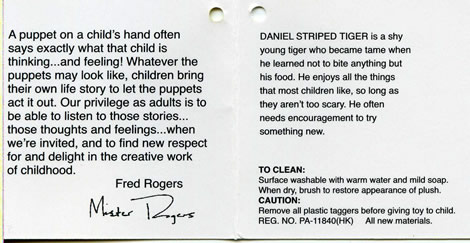 A puppet on a child's hand often
says exactly what that child is
thinking...and feeling! Whatever the
puppets may look like, children bring
their own life story to let the puppets
act it out. Our privilege as adults is to
be able to listen to those stories...
those thoughts and feelings...when
we're invited, and to find new respect
for and delight in the creative work
of childhood.
Fred Rogers
Mister Rogers
DANIEL STRIPED TIGER is a shy
young tiger who became tame when
he learned not to bite anything but
his food. He enjoys all the things
that most children like, so long as
they aren't too scary. He often
needs encouragement to try
something new.
TO CLEAN:
Surface washable with warm water and mild soap.
When dry, brush to restore appearance of plush.
CAUTION:
Remove all plastic taggers before giving toy to child.
REG. NO. PA-11840(HK) All new materials.